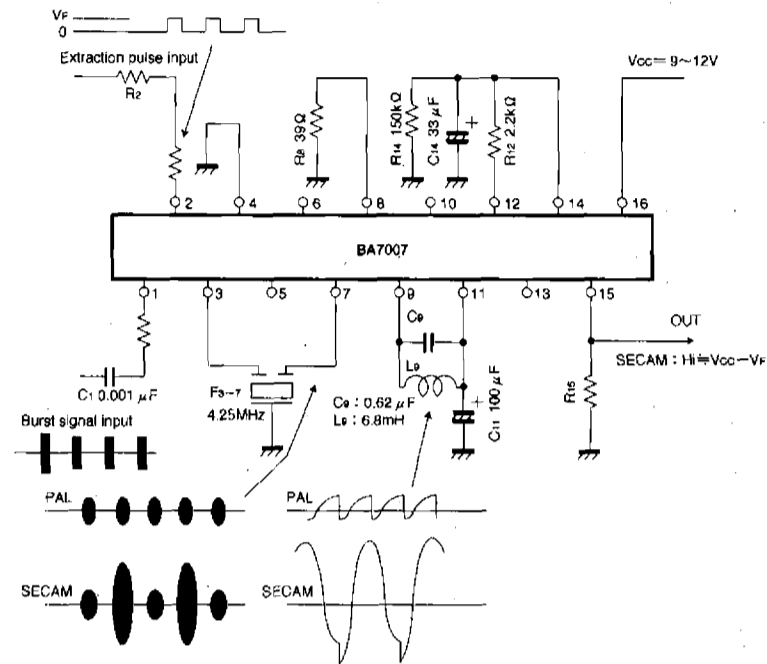 VF
0
Extraction pulse input
R2
R8 39Ω
R14 150kΩ
C14 33μF
+
R12 2.2kΩ
Vcc= 9~12V
2 4 6 8 10 12 14 16
BA7007
1 3 5 7 9 11 13 15
C1 0.001μF
Burst signal input
F3~7
4.25MHz
C9
L9
C9 : 0.62μF
L9 : 6.8mH
+
C11 100μF
OUT
SECAM : Hi≒Vcc−VF
R15
PAL
PAL
SECAM
SECAM